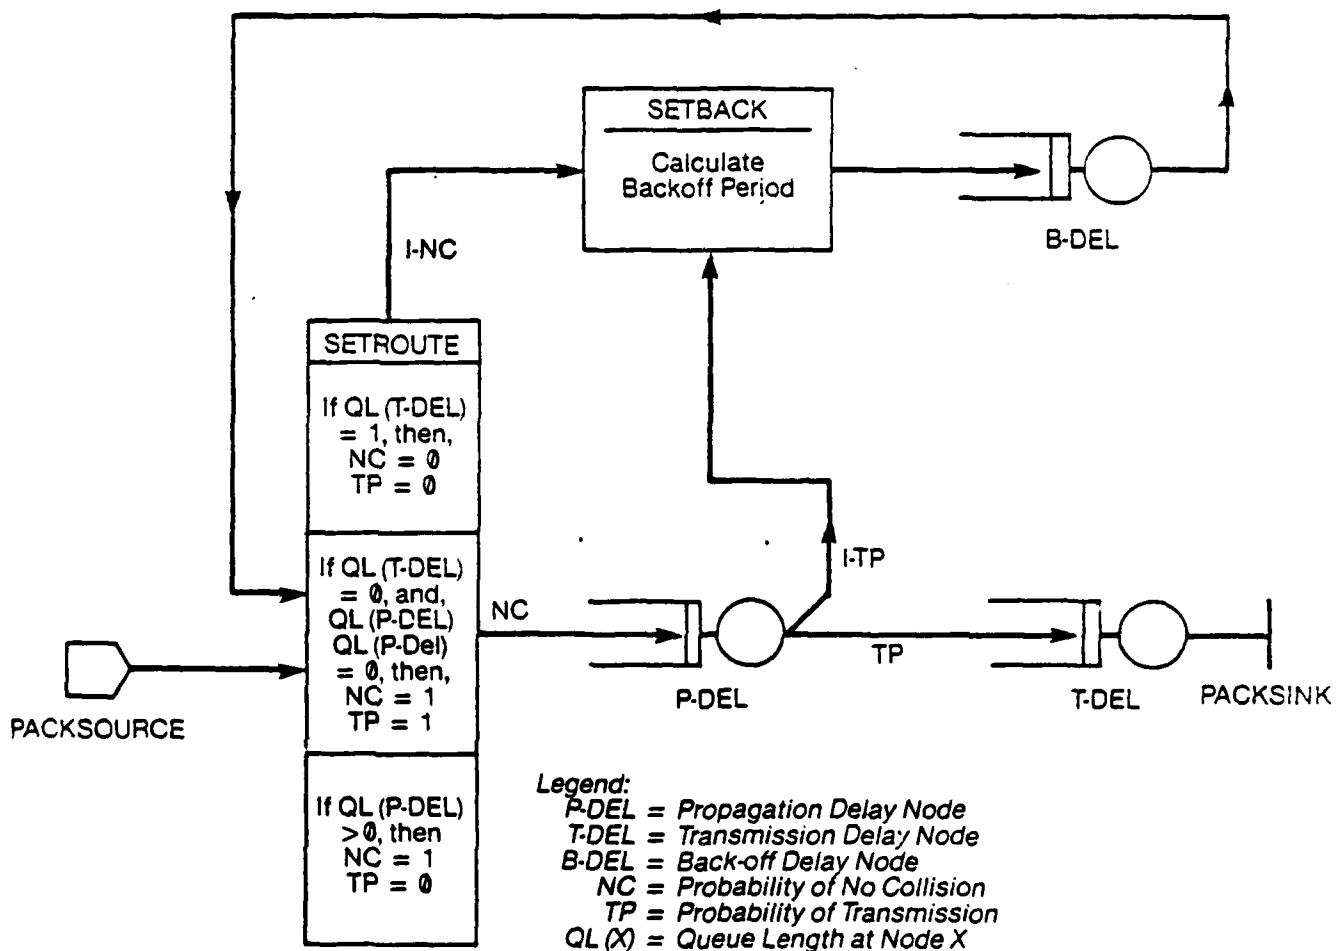 SETBACK
Calculate
Backoff Period
B-DEL
I-NC
SETROUTE
If QL (T-DEL)
= 1, then,
NC = 0
TP = 0
If QL (T-DEL)
= 0, and,
QL (P-DEL)
QL (P-Del)
= 0, then,
NC = 1
TP = 1
If QL (P-DEL)
>0, then
NC = 1
TP = 0
PACKSOURCE
NC
P-DEL
I-TP
TP
T-DEL
PACKSINK
Legend:
P-DEL = Propagation Delay Node
T-DEL = Transmission Delay Node
B-DEL = Back-off Delay Node
NC = Probability of No Collision
TP = Probability of Transmission
QL (X) = Queue Length at Node X